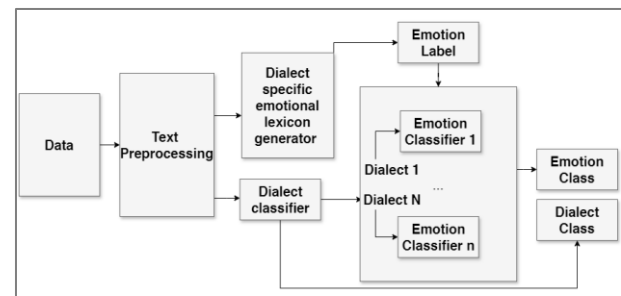 Data
Text
Preprocessing
Dialect
specific
emotional
lexicon
generator
Dialect
classifier
Emotion
Label
Emotion
Classifier 1
Dialect 1
...
Dialect N
Emotion
Classifier n
Emotion
Class
Dialect
Class